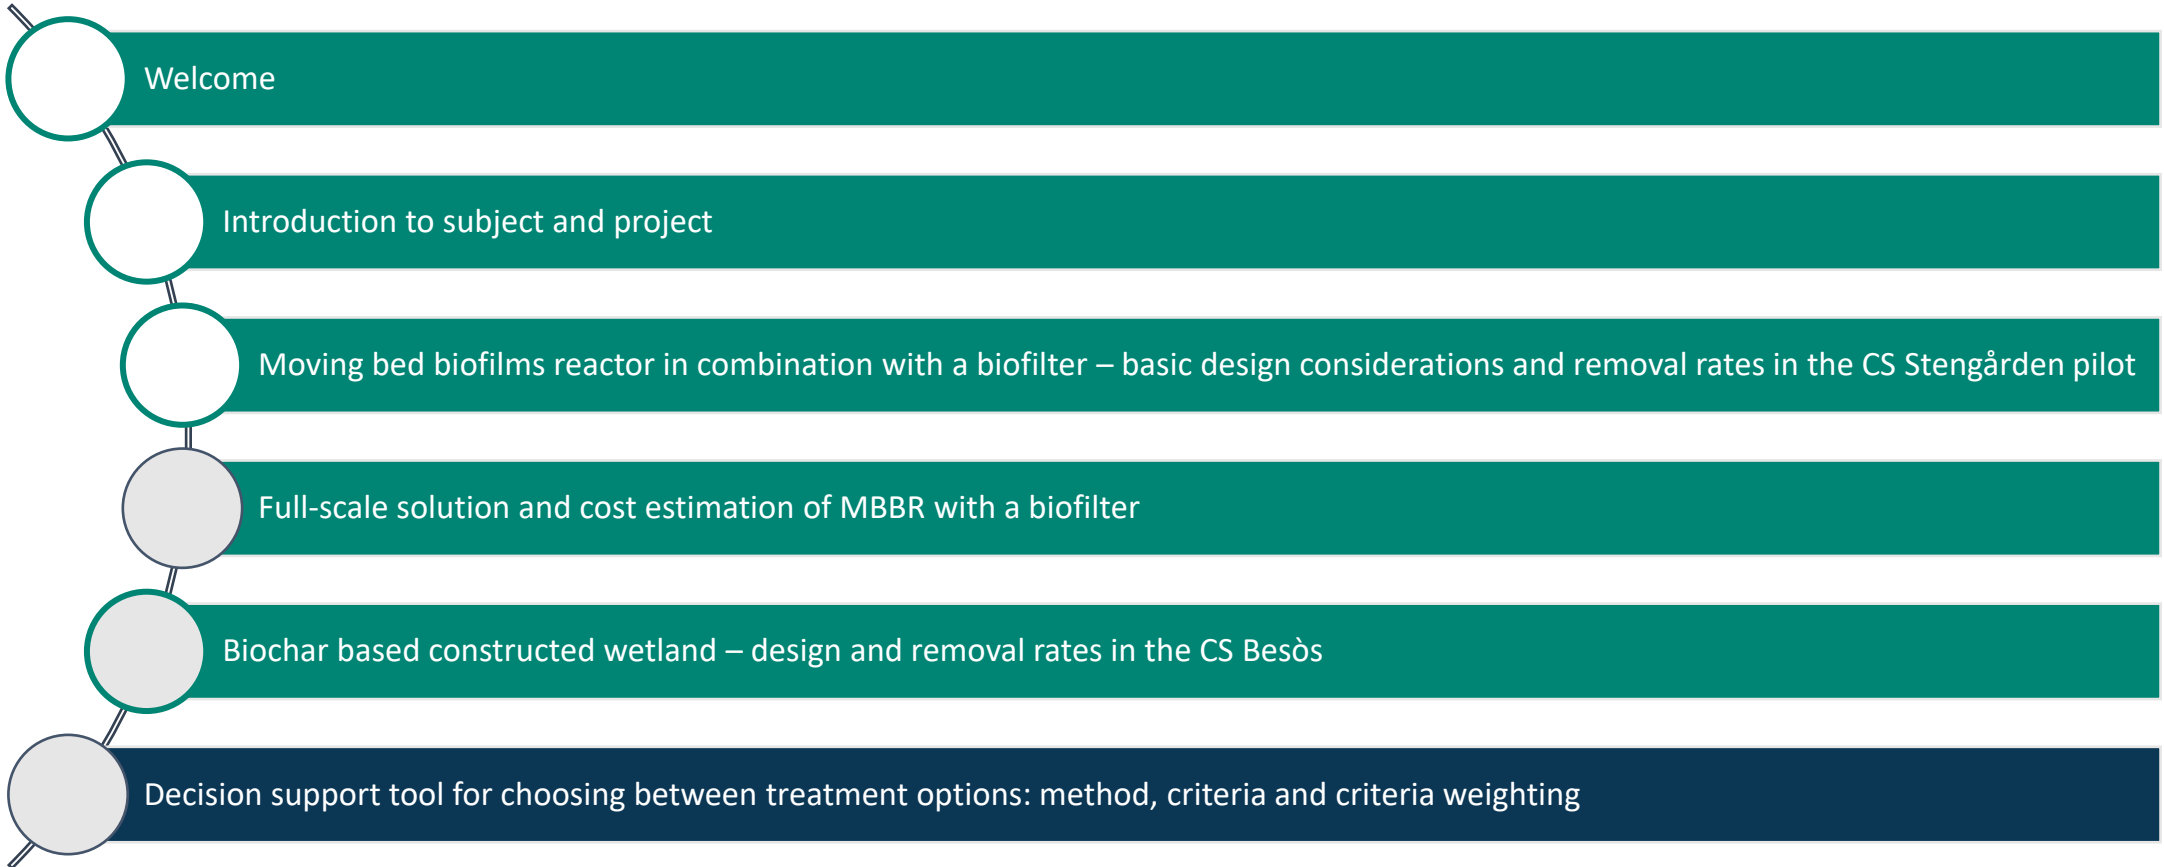 Welcome
Introduction to subject and project
Moving bed biofilms reactor in combination with a biofilter – basic design considerations and removal rates in the CS Stengården pilot
Full-scale solution and cost estimation of MBBR with a biofilter
Biochar based constructed wetland – design and removal rates in the CS Besòs
Decision support tool for choosing between treatment options: method, criteria and criteria weighting